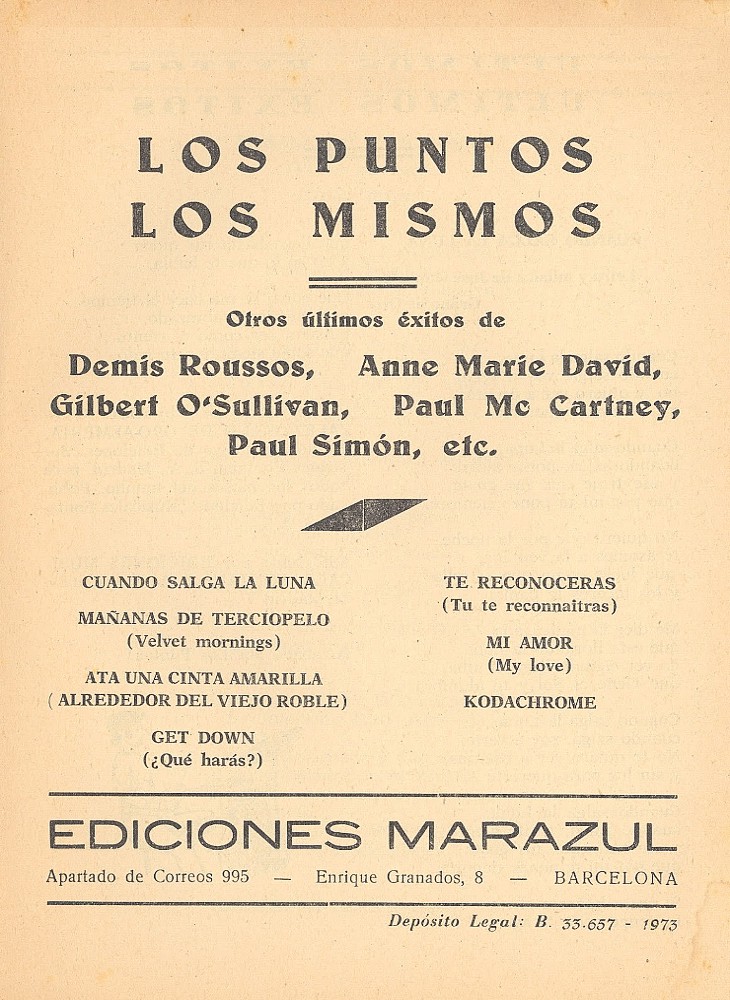 LOS PUNTOS
LOS MISMOS
Otros últimos éxitos de
Demis Roussos, Anne Marie David,
Gilbert O‘Sullivan, Paul Mc Cartney,
Paul Simón, etc.
CUANDO SALGA LA LUNA
MAÑANAS DE TERCIOPELO
(Velvet mornings)
ATA UNA CINTA AMARILLA
(ALREDEDOR DEL VIEJO ROBLE)
GET DOWN
(¿Qué harás?)
TE RECONOCERAS
(Tu te reconnaitras)
MI AMOR
(My love)
KODACHROME
EDICIONES MARAZUL
Apartado de Correos 995 — Enrique Granados, 8 — BARCELONA
Depósito Legal: B. 33.657 - 1973